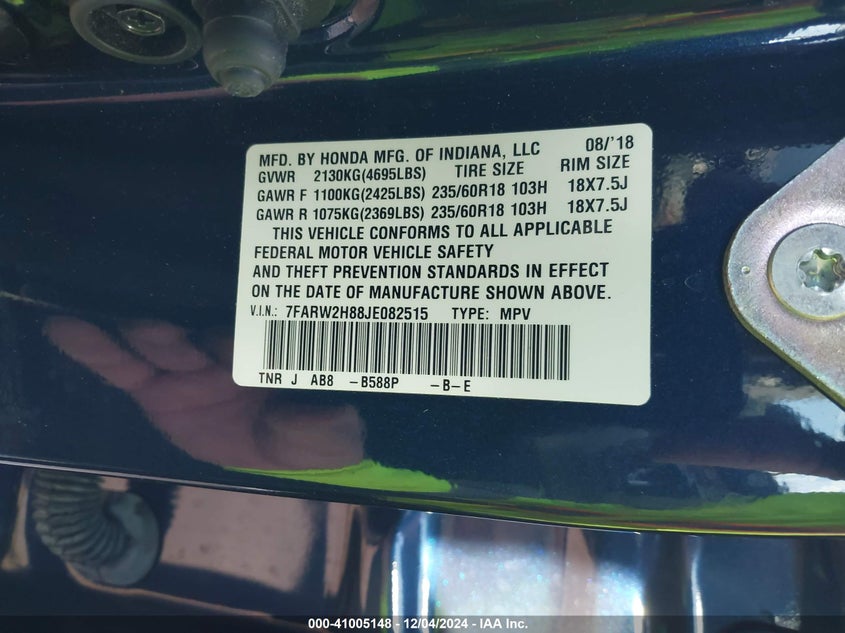 MFD. BY HONDA MFG. OF INDIANA, LLC 08/'18
GVWR 2130KG(4695LBS) TIRE SIZE RIM SIZE
GAWR F 1100KG(2425LBS) 235/60R18 103H 18X7.5J
GAWR R 1075KG(2369LBS) 235/60R18 103H 18X7.5J
THIS VEHICLE CONFORMS TO ALL APPLICABLE
FEDERAL MOTOR VEHICLE SAFETY
AND THEFT PREVENTION STANDARDS IN EFFECT
ON THE DATE OF MANUFACTURE SHOWN ABOVE.
V.I.N.: 7FARW2H88JE082515 TYPE: MPV
TNR J AB8 -B588P -B-E
000-41005148 - 12/04/2024 - IAA Inc.